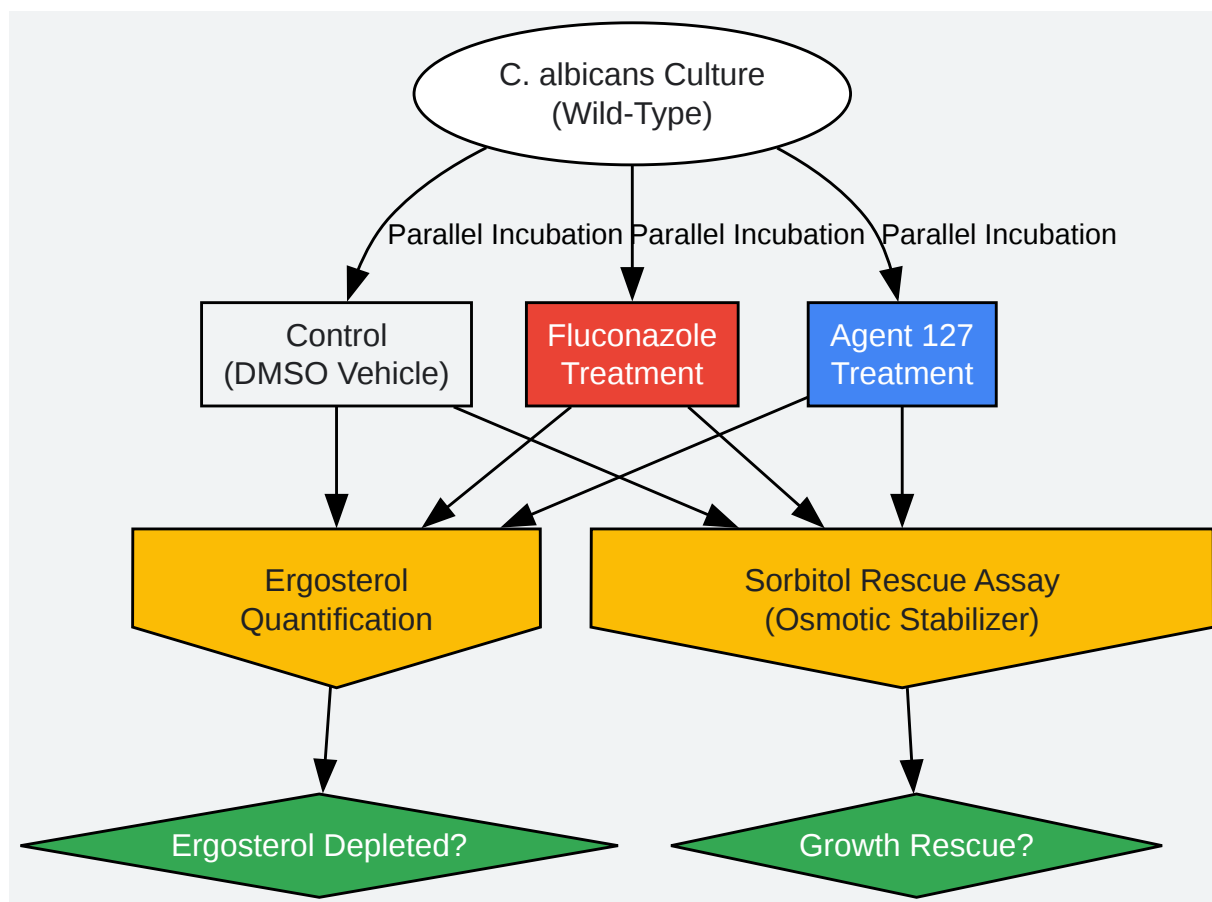 C. albicans Culture
(Wild-Type)
Parallel Incubation
Parallel Incubation
Parallel Incubation
Control
(DMSO Vehicle)
Fluconazole
Treatment
Agent 127
Treatment
Ergosterol
Quantification
Sorbitol Rescue Assay
(Osmotic Stabilizer)
Ergosterol Depleted?
Growth Rescue?